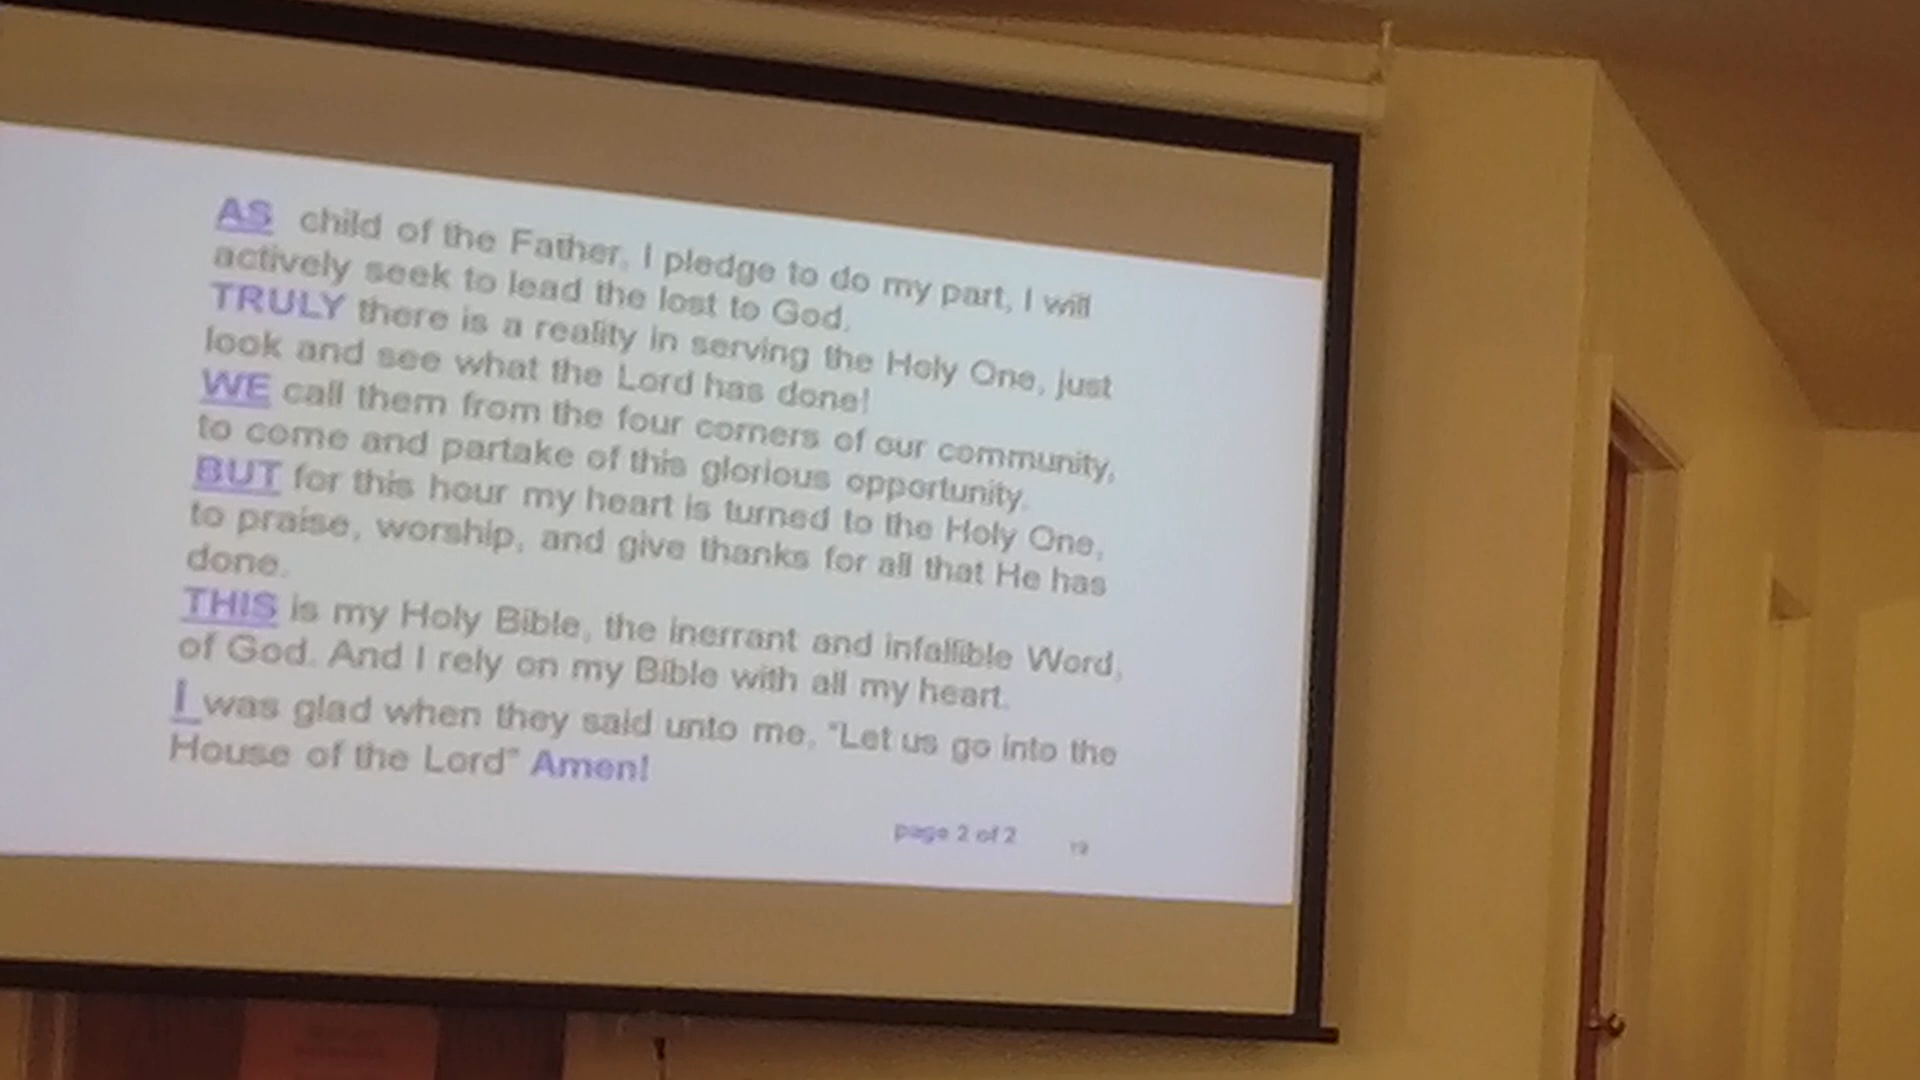 AS child of the Father, I pledge to do my part, I will
actively seek to lead the lost to God.
TRULY there is a reality in serving the Holy One, just
look and see what the Lord has done!
WE call them from the four corners of our community,
to come and partake of this glorious opportunity.
BUT for this hour my heart is turned to the Holy One,
to praise, worship, and give thanks for all that He has
done.
THIS is my Holy Bible, the inerrant and infallible Word,
of God. And I rely on my Bible with all my heart.
I was glad when they said unto me, "Let us go into the
House of the Lord" Amen!
page 2 of 2